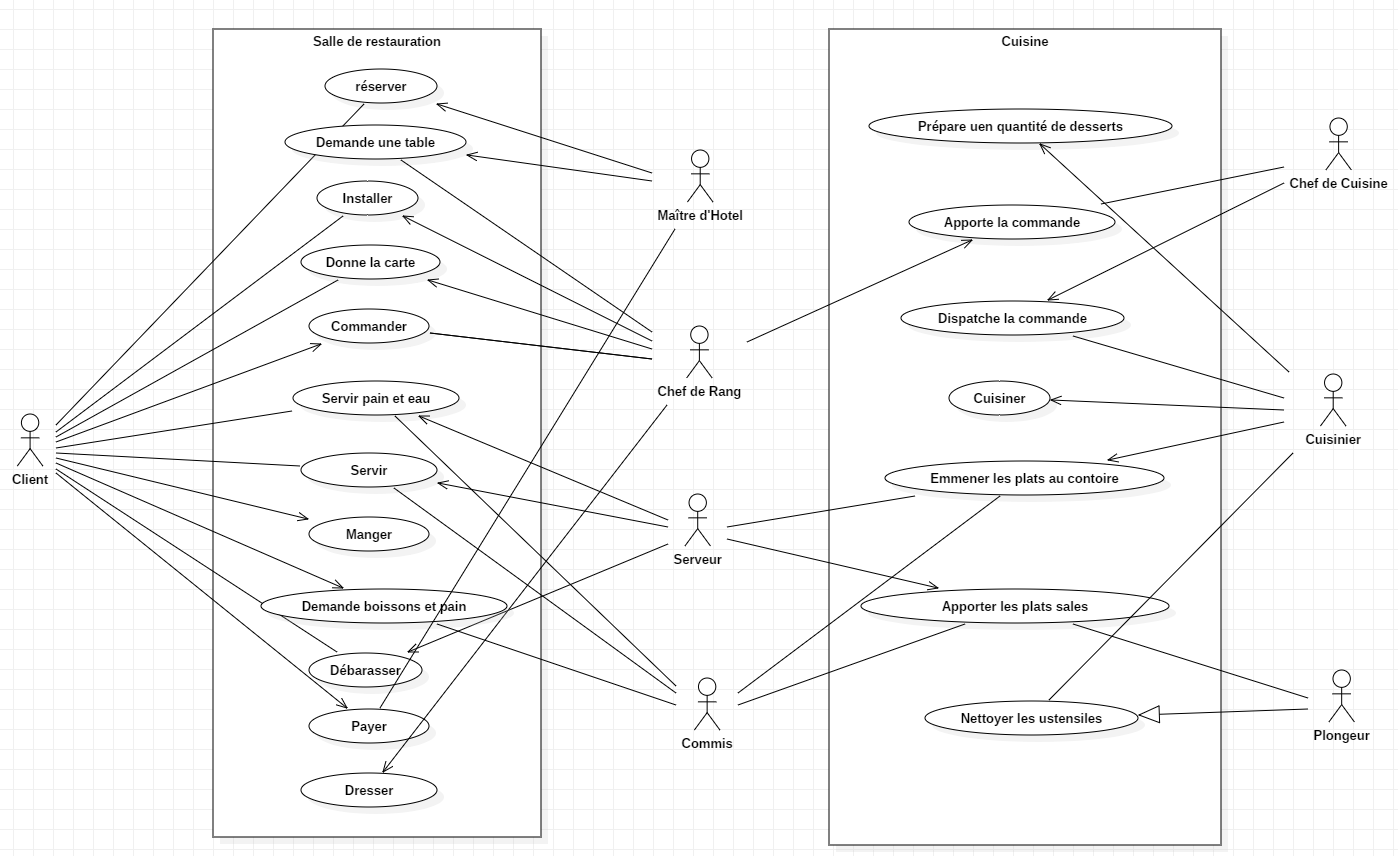 Salle de restauration
réserver
Demande une table
Installer
Donne la carte
Commander
Servir pain et eau
Servir
Manger
Demande boissons et pain
Débarasser
Payer
Dresser
Client
Maître d'Hotel
Chef de Rang
Serveur
Commis
Cuisine
Prépare uen quantité de desserts
Apporte la commande
Dispatche la commande
Cuisiner
Emmener les plats au contoire
Apporter les plats sales
Nettoyer les ustensiles
Chef de Cuisine
Cuisinier
Plongeur